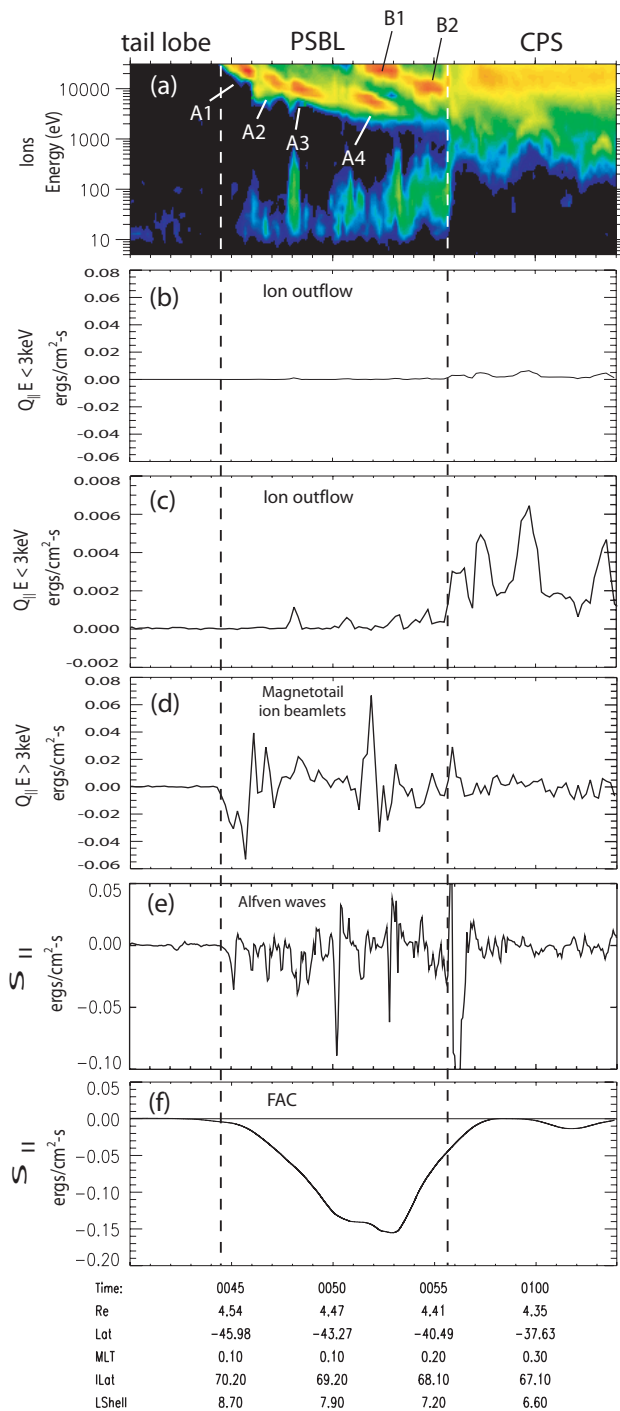 tail lobe PSBL CPS
B1
B2
(a)
A1
A2
A3
A4
Ions
Energy (eV)
10000
1000
100
10
(b)
Ion outflow
Q|| E < 3keV
ergs/cm²-s
0.08
0.06
0.04
0.02
0.00
-0.02
-0.04
-0.06
(c)
Ion outflow
Q|| E < 3keV
ergs/cm²-s
0.008
0.006
0.004
0.002
0.000
-0.002
(d)
Magnetotail
ion beamlets
Q|| E > 3keV
ergs/cm²-s
0.08
0.06
0.04
0.02
0.00
-0.02
-0.04
-0.06
(e)
Alfven waves
S ||
ergs/cm²-s
0.05
0.00
-0.05
-0.10
(f)
FAC
S ||
ergs/cm²-s
0.05
0.00
-0.05
-0.10
-0.15
-0.20
Time: 0045 0050 0055 0100
Re 4.54 4.47 4.41 4.35
Lat -45.98 -43.27 -40.49 -37.63
MLT 0.10 0.10 0.20 0.30
ILat 70.20 69.20 68.10 67.10
LShell 8.70 7.90 7.20 6.60